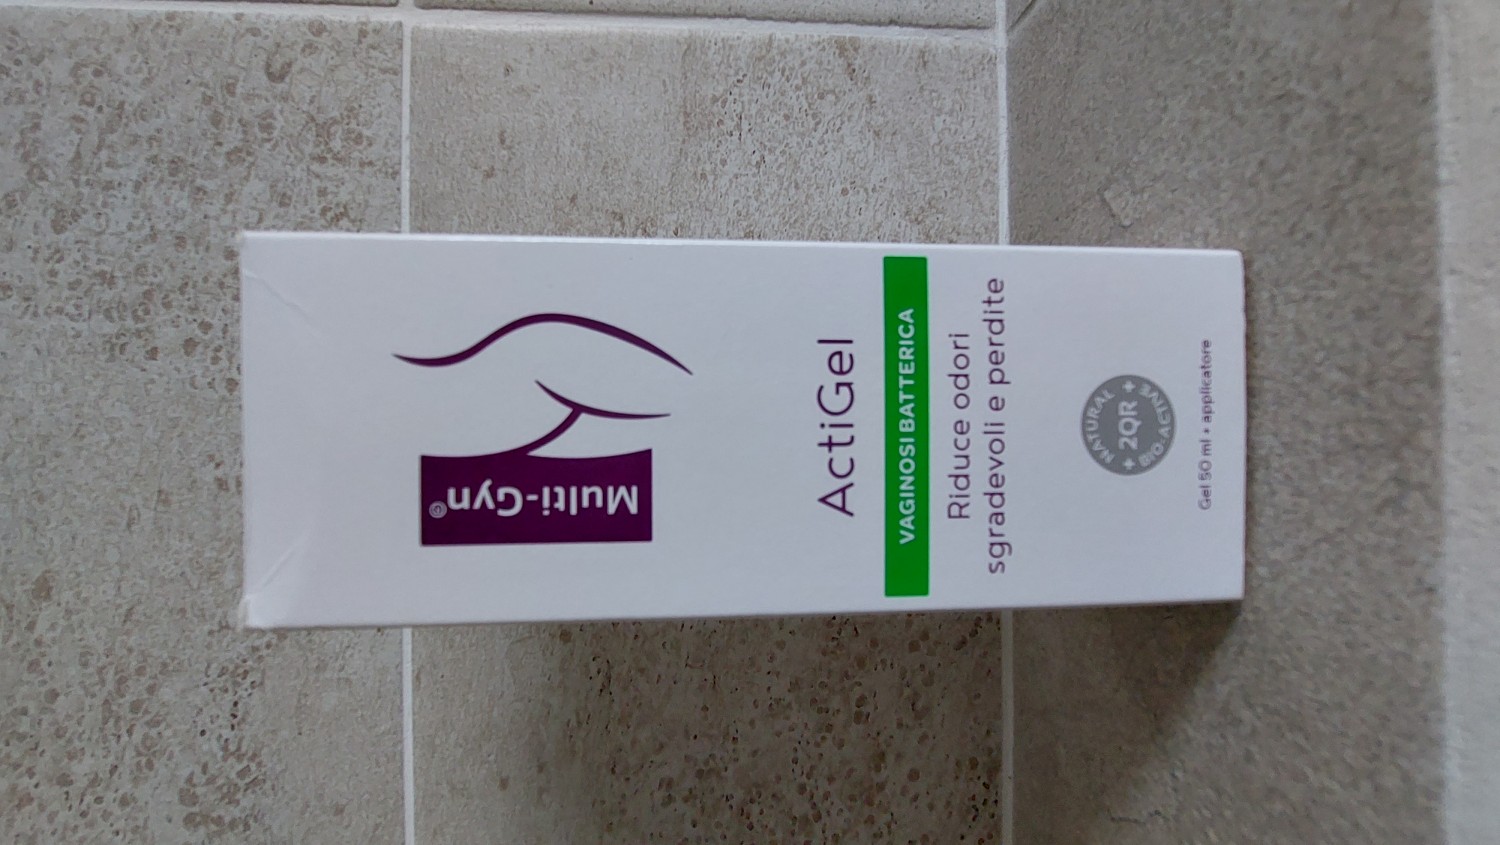 Multi-Gyn©
ActiGel
VAGINOSI BATTERICA
Riduce odori
sgradevoli e perdite
NATURAL
+ 2QR +
BIO-ACTIVE
Gel 50 ml + applicatore